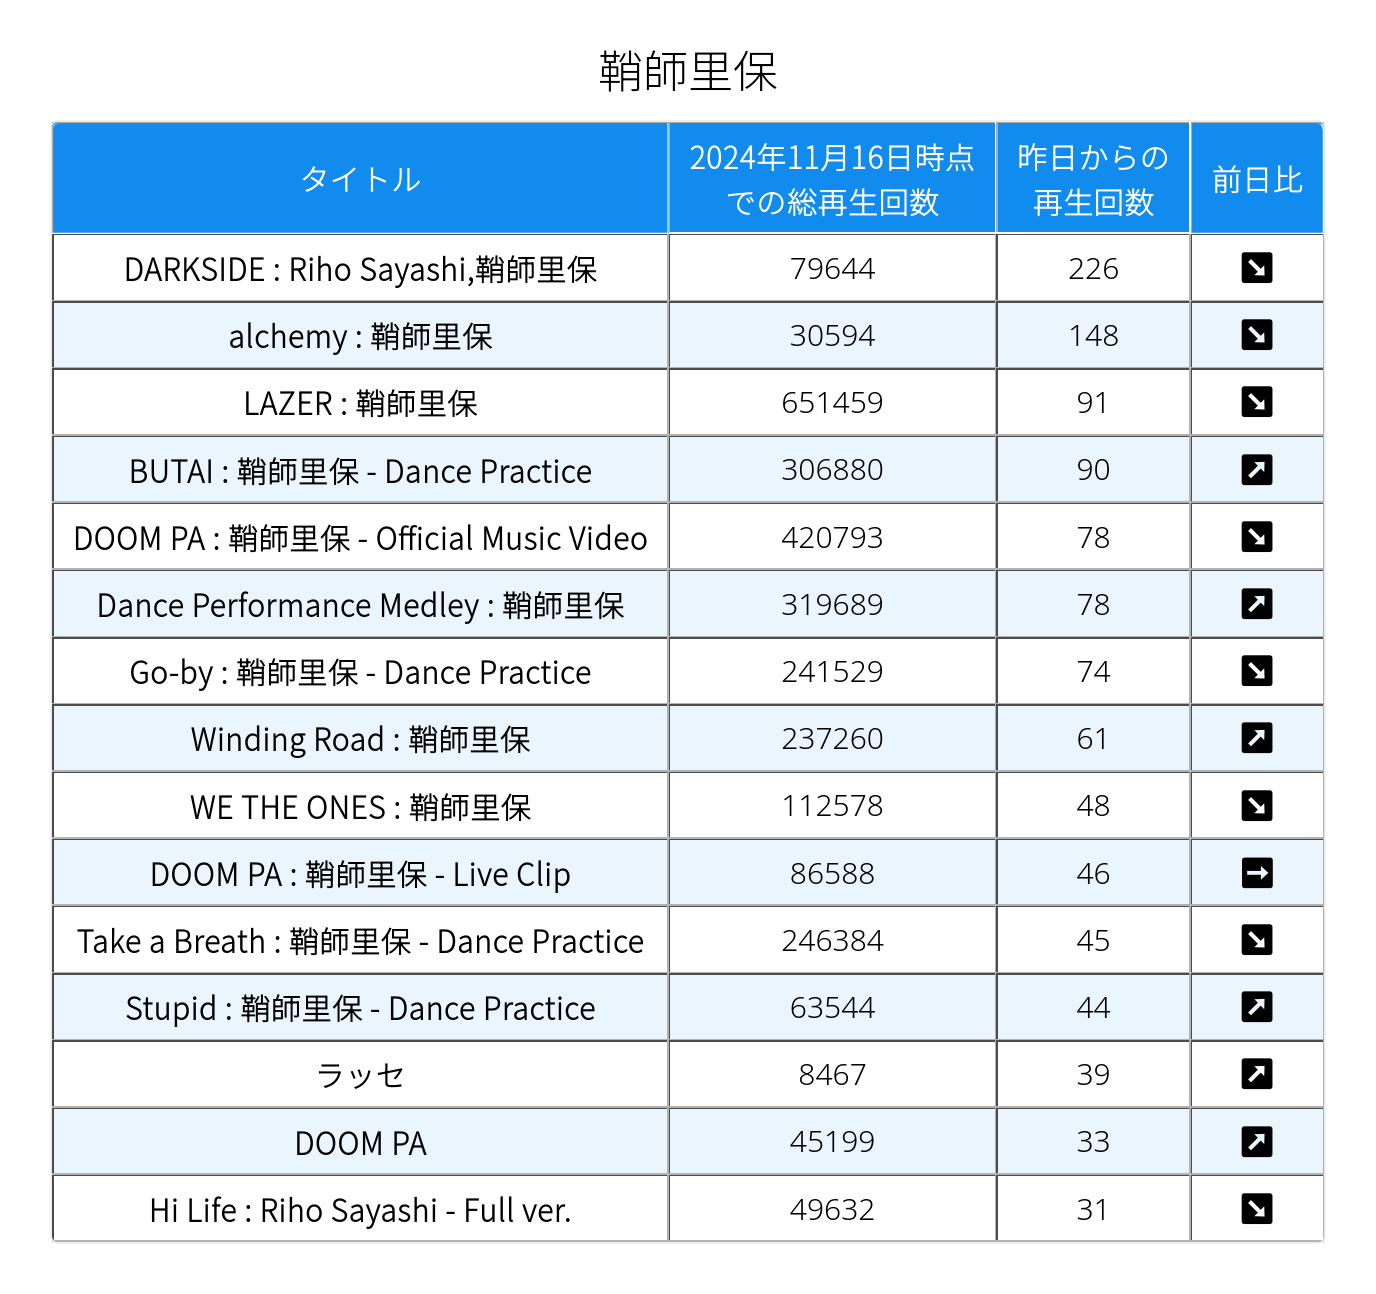 鞘師里保
タイトル 2024年11月16日時点での総再生回数 昨日からの再生回数 前日比
DARKSIDE : Riho Sayashi,鞘師里保 79644 226 ↘
alchemy : 鞘師里保 30594 148 ↘
LAZER : 鞘師里保 651459 91 ↘
BUTAI : 鞘師里保 - Dance Practice 306880 90 ↗
DOOM PA : 鞘師里保 - Official Music Video 420793 78 ↘
Dance Performance Medley : 鞘師里保 319689 78 ↗
Go-by : 鞘師里保 - Dance Practice 241529 74 ↘
Winding Road : 鞘師里保 237260 61 ↗
WE THE ONES : 鞘師里保 112578 48 ↘
DOOM PA : 鞘師里保 - Live Clip 86588 46 →
Take a Breath : 鞘師里保 - Dance Practice 246384 45 ↘
Stupid : 鞘師里保 - Dance Practice 63544 44 ↗
ラッセ 8467 39 ↗
DOOM PA 45199 33 ↗
Hi Life : Riho Sayashi - Full ver. 49632 31 ↘